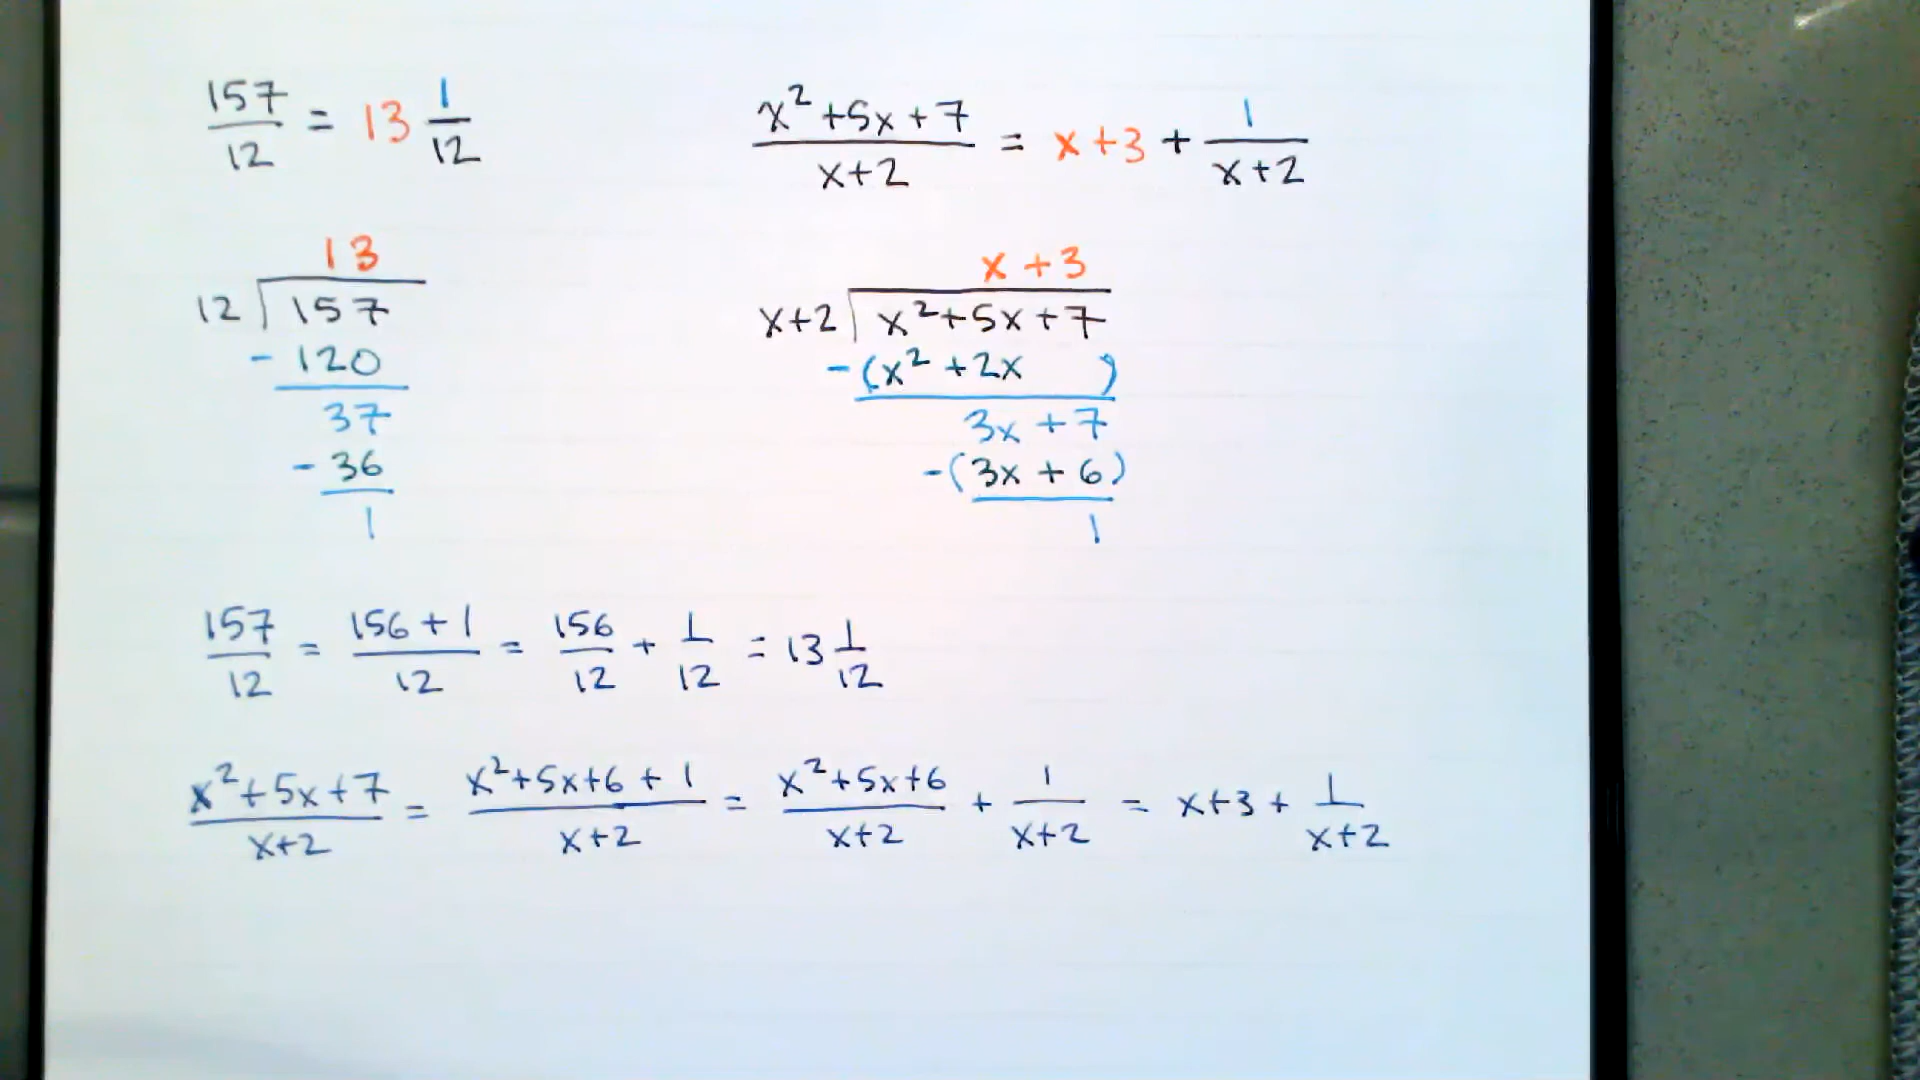 157/12 = 13 1/12
x²+5x+7/x+2 = x+3 + 1/x+2
13
12 157
- 120
37
- 36
1
x +3
x+2 x²+5x+7
-(x² +2x )
3x +7
-(3x + 6)
1
157/12 = 156+1/12 = 156/12 + 1/12 = 13 1/12
x²+5x+7/x+2 = x²+5x+6 + 1/x+2 = x²+5x+6/x+2 + 1/x+2 = x+3 + 1/x+2